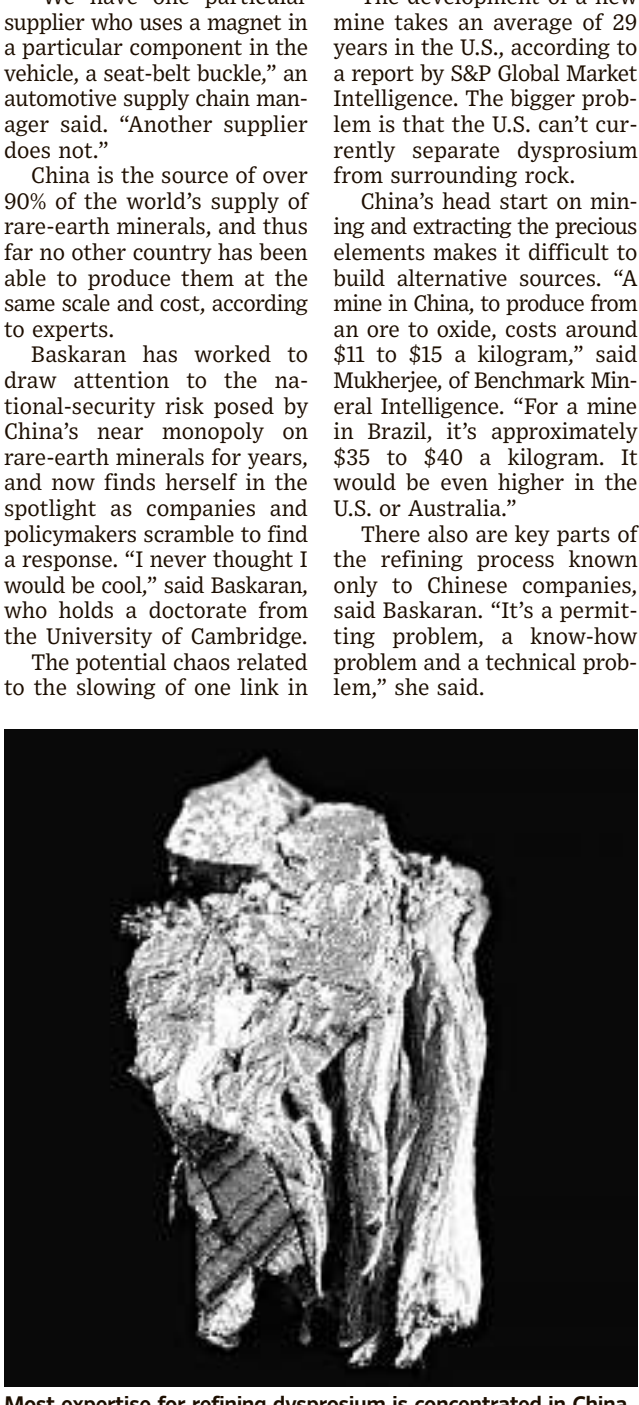 “We have one particular
supplier who uses a magnet in
a particular component in the
vehicle, a seat-belt buckle,” an
automotive supply chain man-
ager said. “Another supplier
does not.”
China is the source of over
90% of the world’s supply of
rare-earth minerals, and thus
far no other country has been
able to produce them at the
same scale and cost, according
to experts.
Baskaran has worked to
draw attention to the na-
tional-security risk posed by
China’s near monopoly on
rare-earth minerals for years,
and now finds herself in the
spotlight as companies and
policymakers scramble to find
a response. “I never thought I
would be cool,” said Baskaran,
who holds a doctorate from
the University of Cambridge.
The potential chaos related
to the slowing of one link in
The development of a new
mine takes an average of 29
years in the U.S., according to
a report by S&P Global Market
Intelligence. The bigger prob-
lem is that the U.S. can’t cur-
rently separate dysprosium
from surrounding rock.
China’s head start on min-
ing and extracting the precious
elements makes it difficult to
build alternative sources. “A
mine in China, to produce from
an ore to oxide, costs around
$11 to $15 a kilogram,” said
Mukherjee, of Benchmark Min-
eral Intelligence. “For a mine
in Brazil, it’s approximately
$35 to $40 a kilogram. It
would be even higher in the
U.S. or Australia.”
There also are key parts of
the refining process known
only to Chinese companies,
said Baskaran. “It’s a permit-
ting problem, a know-how
problem and a technical prob-
lem,” she said.
Most expertise for refining dysprosium is concentrated in China.